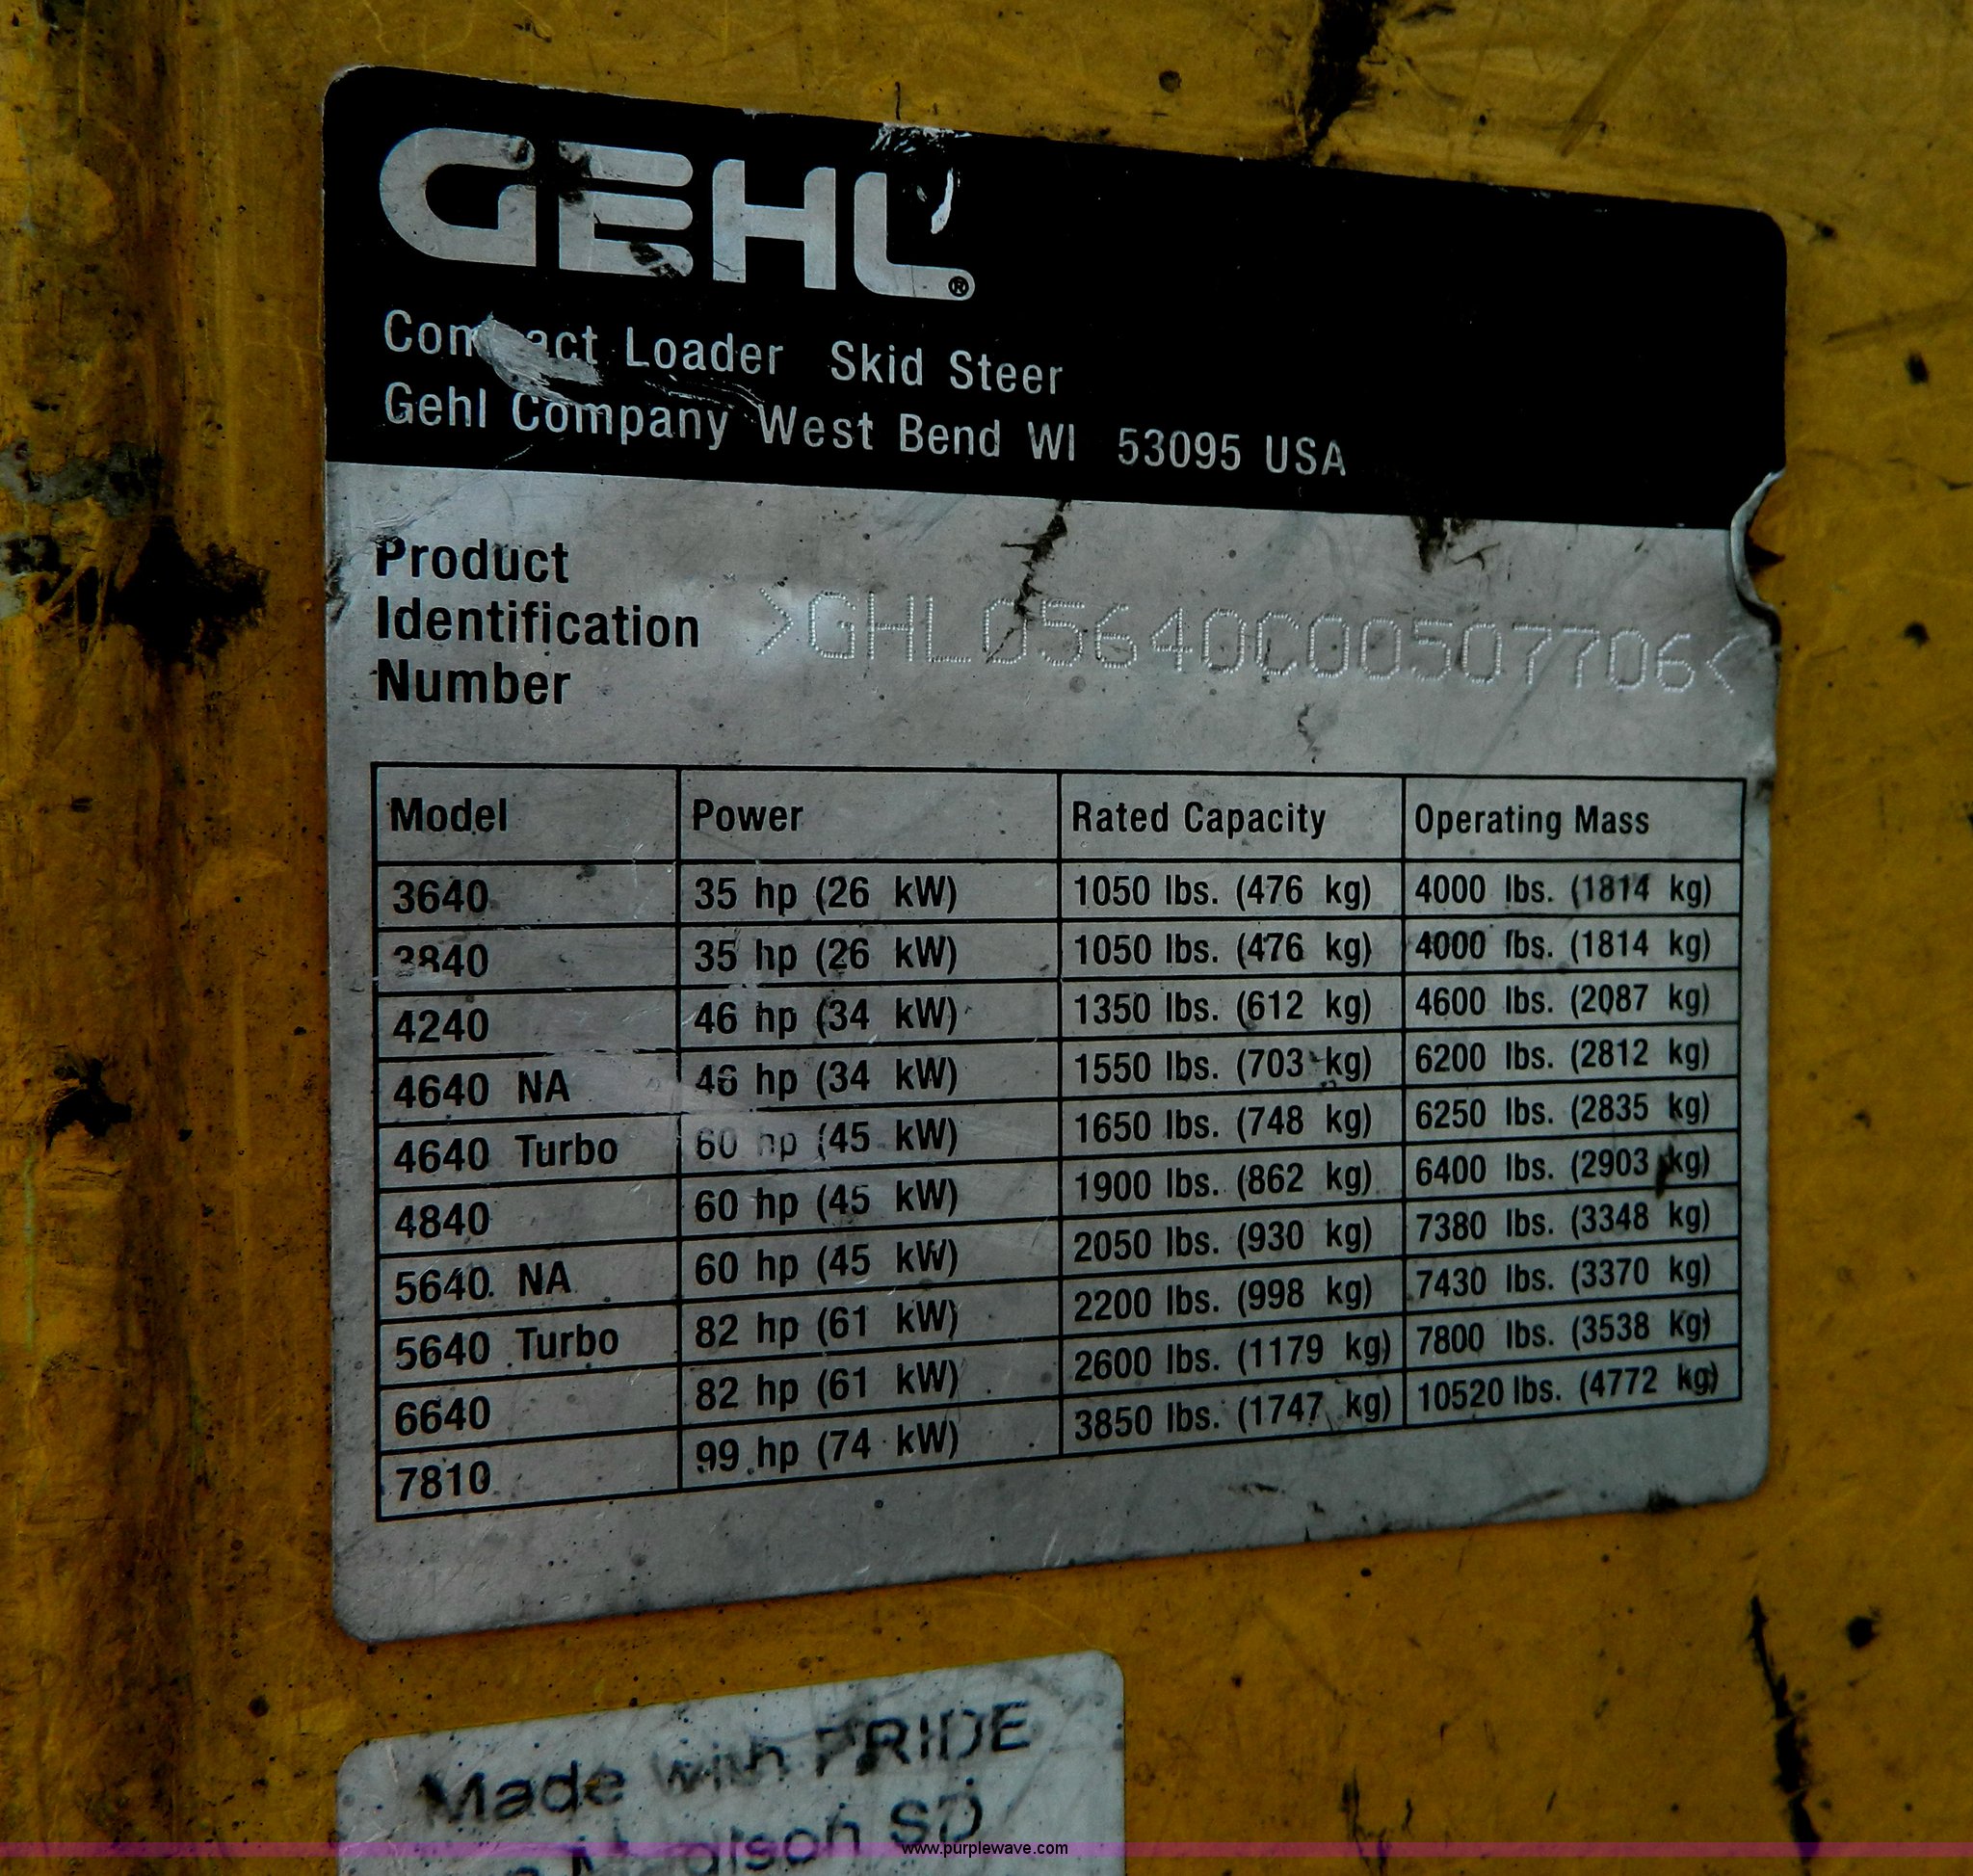 GEHL®
Compact Loader Skid Steer
Gehl Company West Bend WI 53095 USA
Product
Identification
Number
>GHL05640C00507706<
Model Power Rated Capacity Operating Mass
3640 35 hp (26 kW) 1050 lbs. (476 kg) 4000 lbs. (1814 kg)
3840 35 hp (26 kW) 1050 lbs. (476 kg) 4000 lbs. (1814 kg)
4240 46 hp (34 kW) 1350 lbs. (612 kg) 4600 lbs. (2087 kg)
4640 NA 46 hp (34 kW) 1550 lbs. (703 kg) 6200 lbs. (2812 kg)
4640 Turbo 60 hp (45 kW) 1650 lbs. (748 kg) 6250 lbs. (2835 kg)
4840 60 hp (45 kW) 1900 lbs. (862 kg) 6400 lbs. (2903 kg)
5640 NA 60 hp (45 kW) 2050 lbs. (930 kg) 7380 lbs. (3348 kg)
5640 Turbo 82 hp (61 kW) 2200 lbs. (998 kg) 7430 lbs. (3370 kg)
6640 82 hp (61 kW) 2600 lbs. (1179 kg) 7800 lbs. (3538 kg)
7810 99 hp (74 kW) 3850 lbs. (1747 kg) 10520 lbs. (4772 kg)
Made with PRIDE
Madison SD
www.purplewave.com